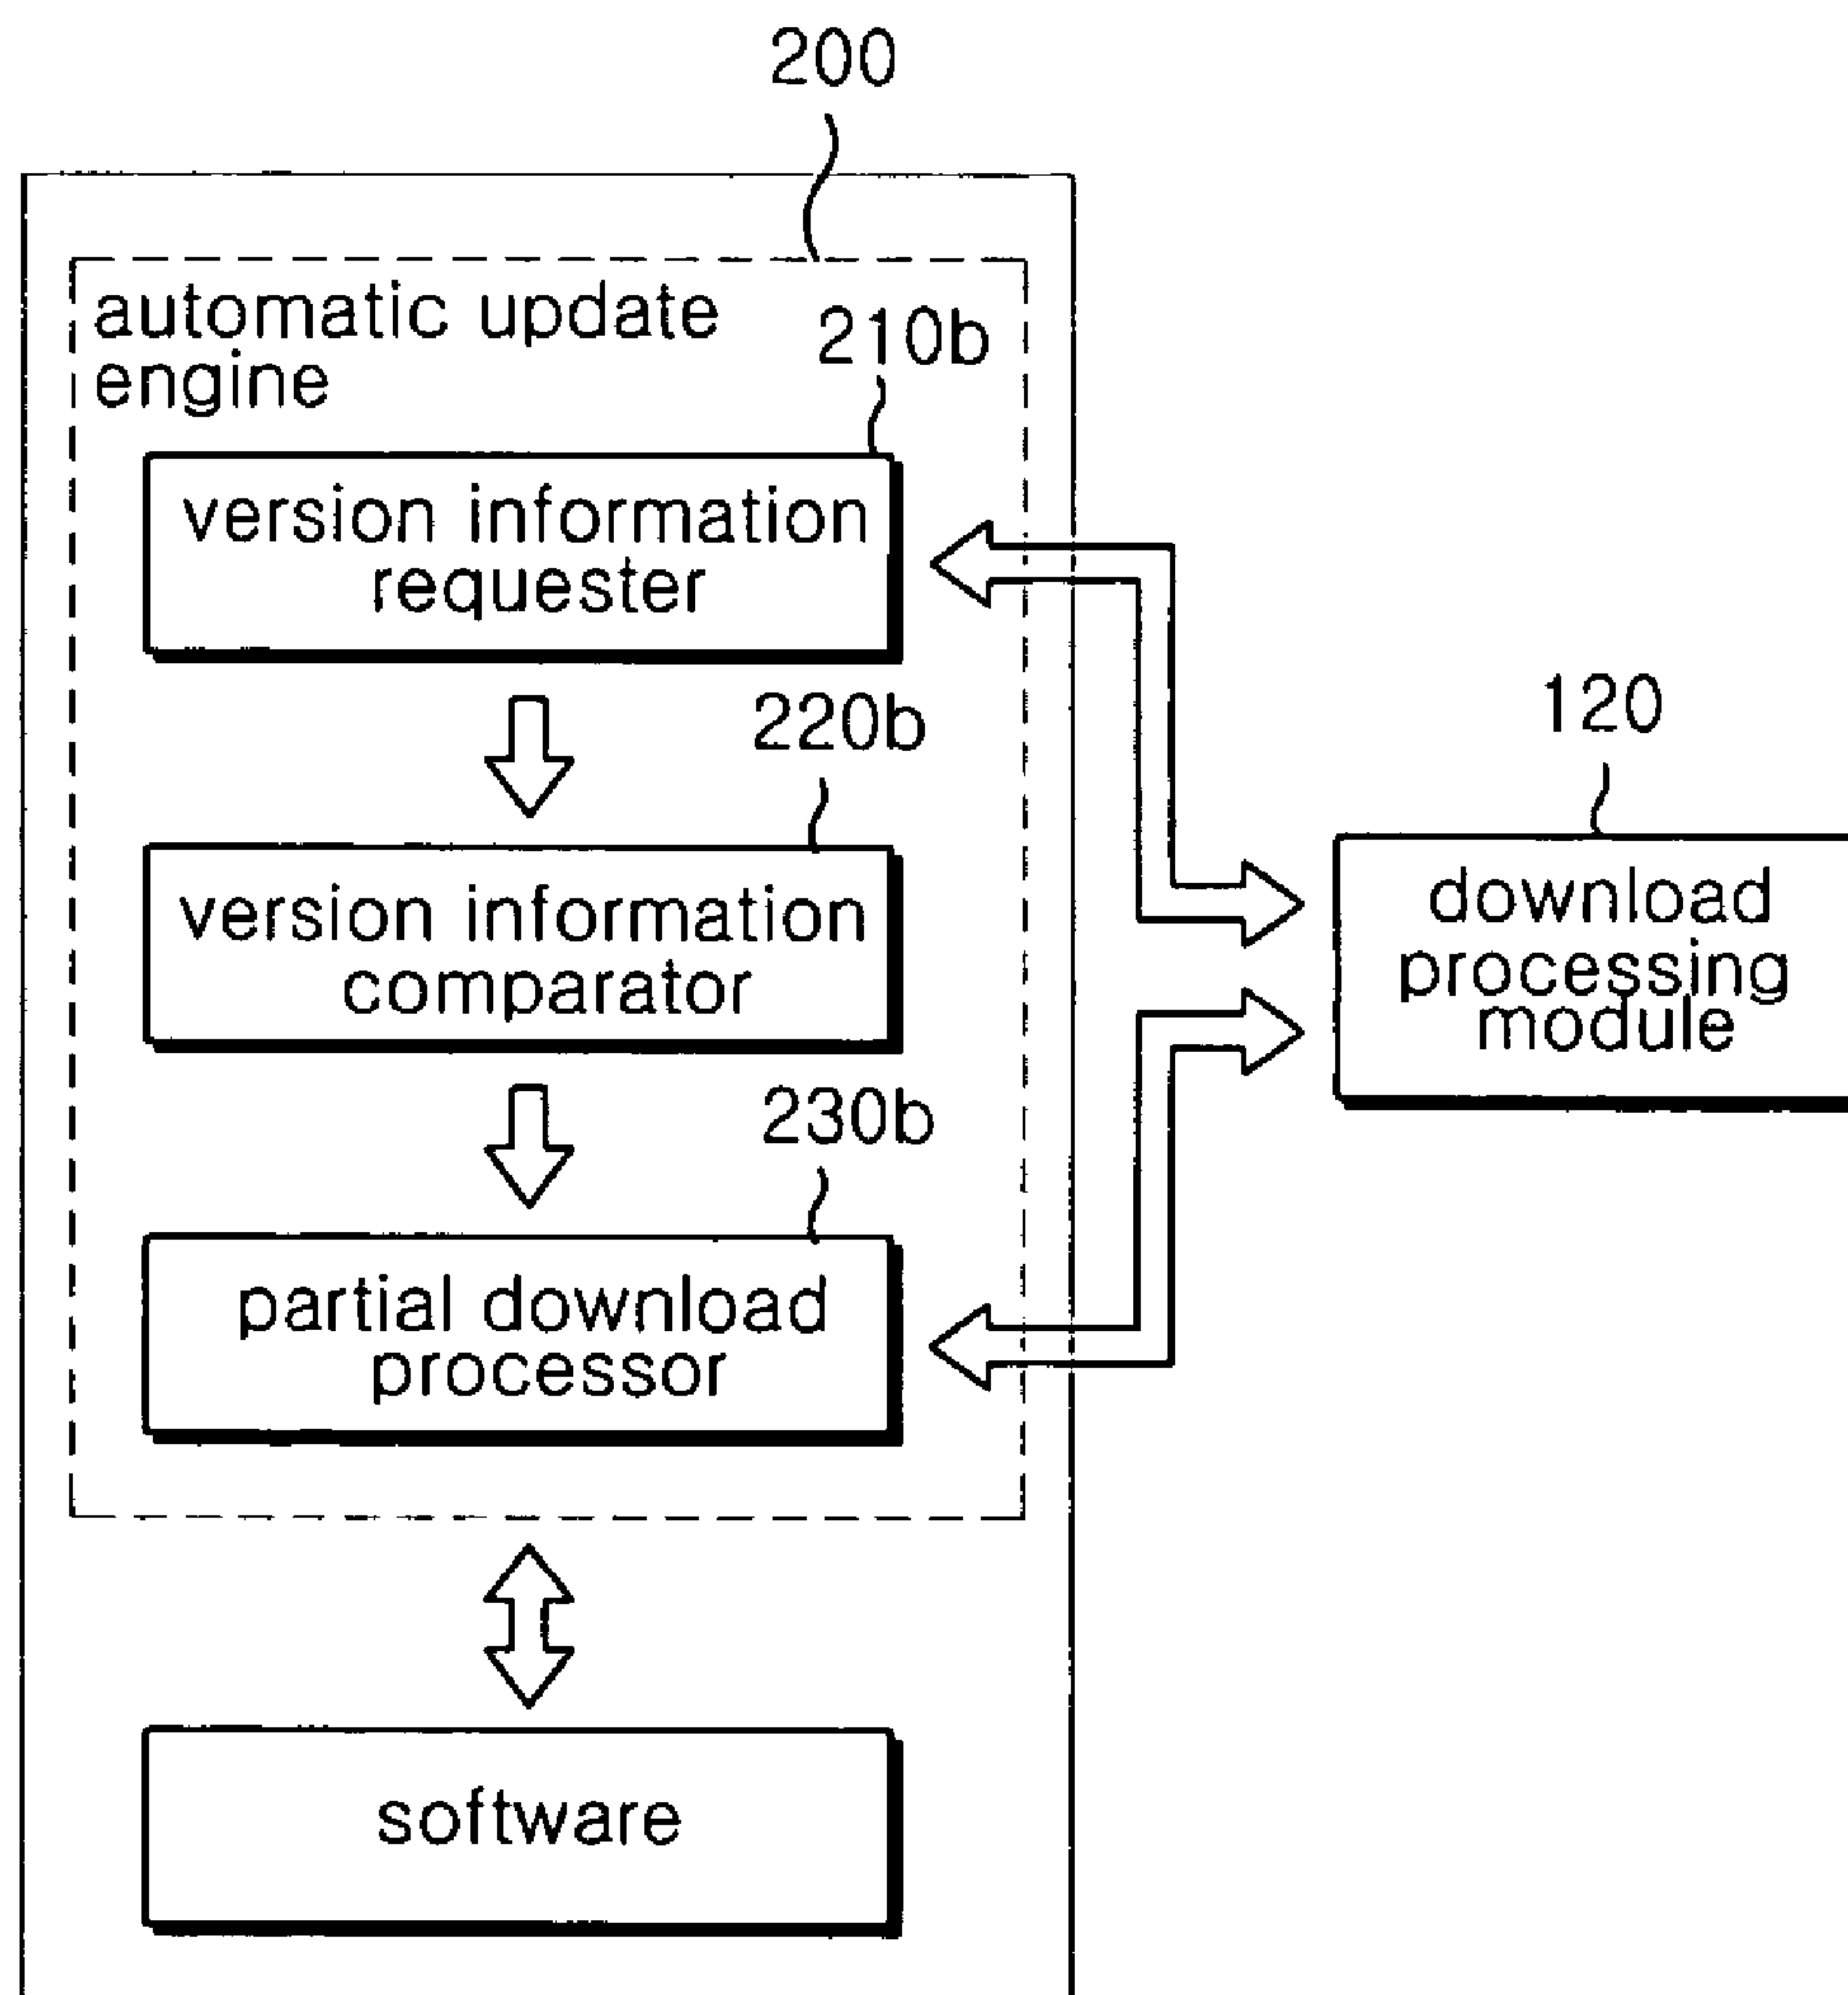 200
automatic update
engine
210b
version information
requester
220b
version information
comparator
120
download
processing
module
230b
partial download
processor
software